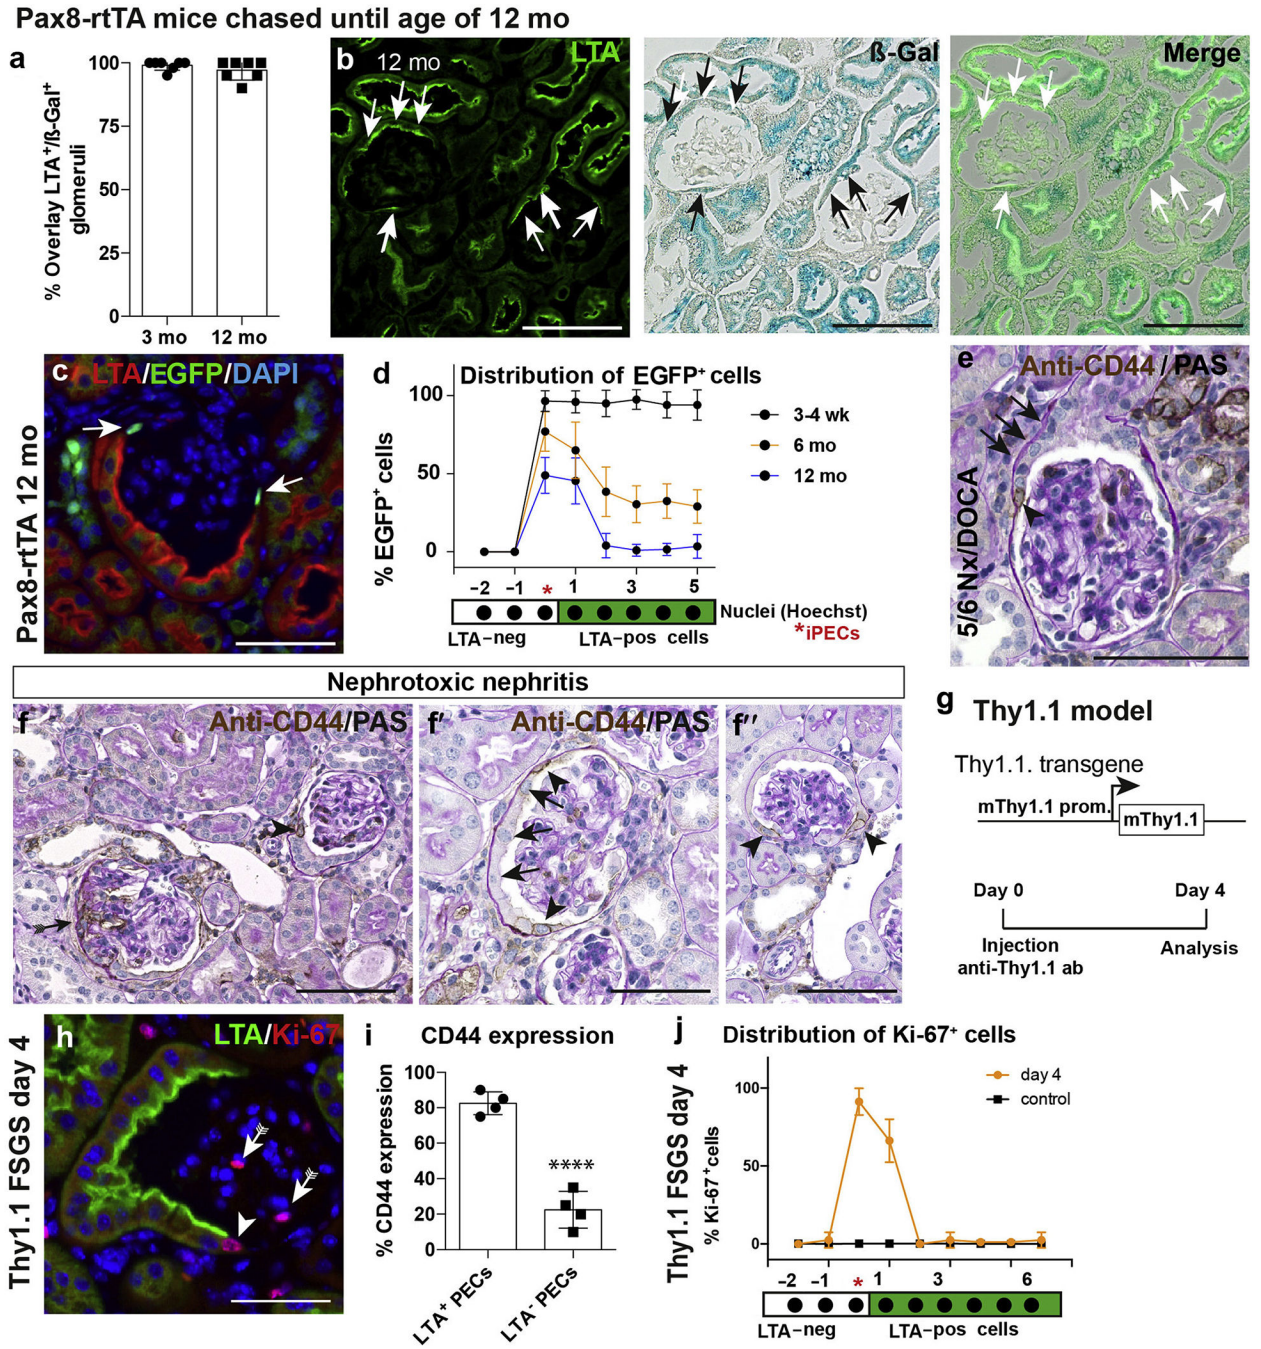 Pax8-rtTA mice chased until age of 12 mo
a
% Overlay LTA⁺/ß-Gal⁺
glomeruli
100
75
50
25
0
3 mo
12 mo
b
12 mo
LTA
ß-Gal
Merge
Pax8-rtTA 12 mo
c
LTA/EGFP/DAPI
d
Distribution of EGFP⁺ cells
% EGFP⁺ cells
100
50
0
3-4 wk
6 mo
12 mo
−2 −1 * 1 3 5
Nuclei (Hoechst)
LTA−neg
LTA−pos cells
*iPECs
e
Anti-CD44 / PAS
5/6 Nx/DOCA
Nephrotoxic nephritis
f
Anti-CD44/PAS
f′
Anti-CD44/PAS
f″
g
Thy1.1 model
Thy1.1. transgene
mThy1.1 prom.
mThy1.1
Day 0
Day 4
Injection
anti-Thy1.1 ab
Analysis
Thy1.1 FSGS day 4
h
LTA/Ki-67
i
CD44 expression
% CD44 expression
100
80
60
40
20
0
****
LTA⁺ PECs
LTA⁻ PECs
j
Distribution of Ki-67⁺ cells
Thy1.1 FSGS day 4
% Ki-67⁺cells
100
50
0
day 4
control
−2 −1 * 1 3 6
LTA−neg
LTA−pos cells